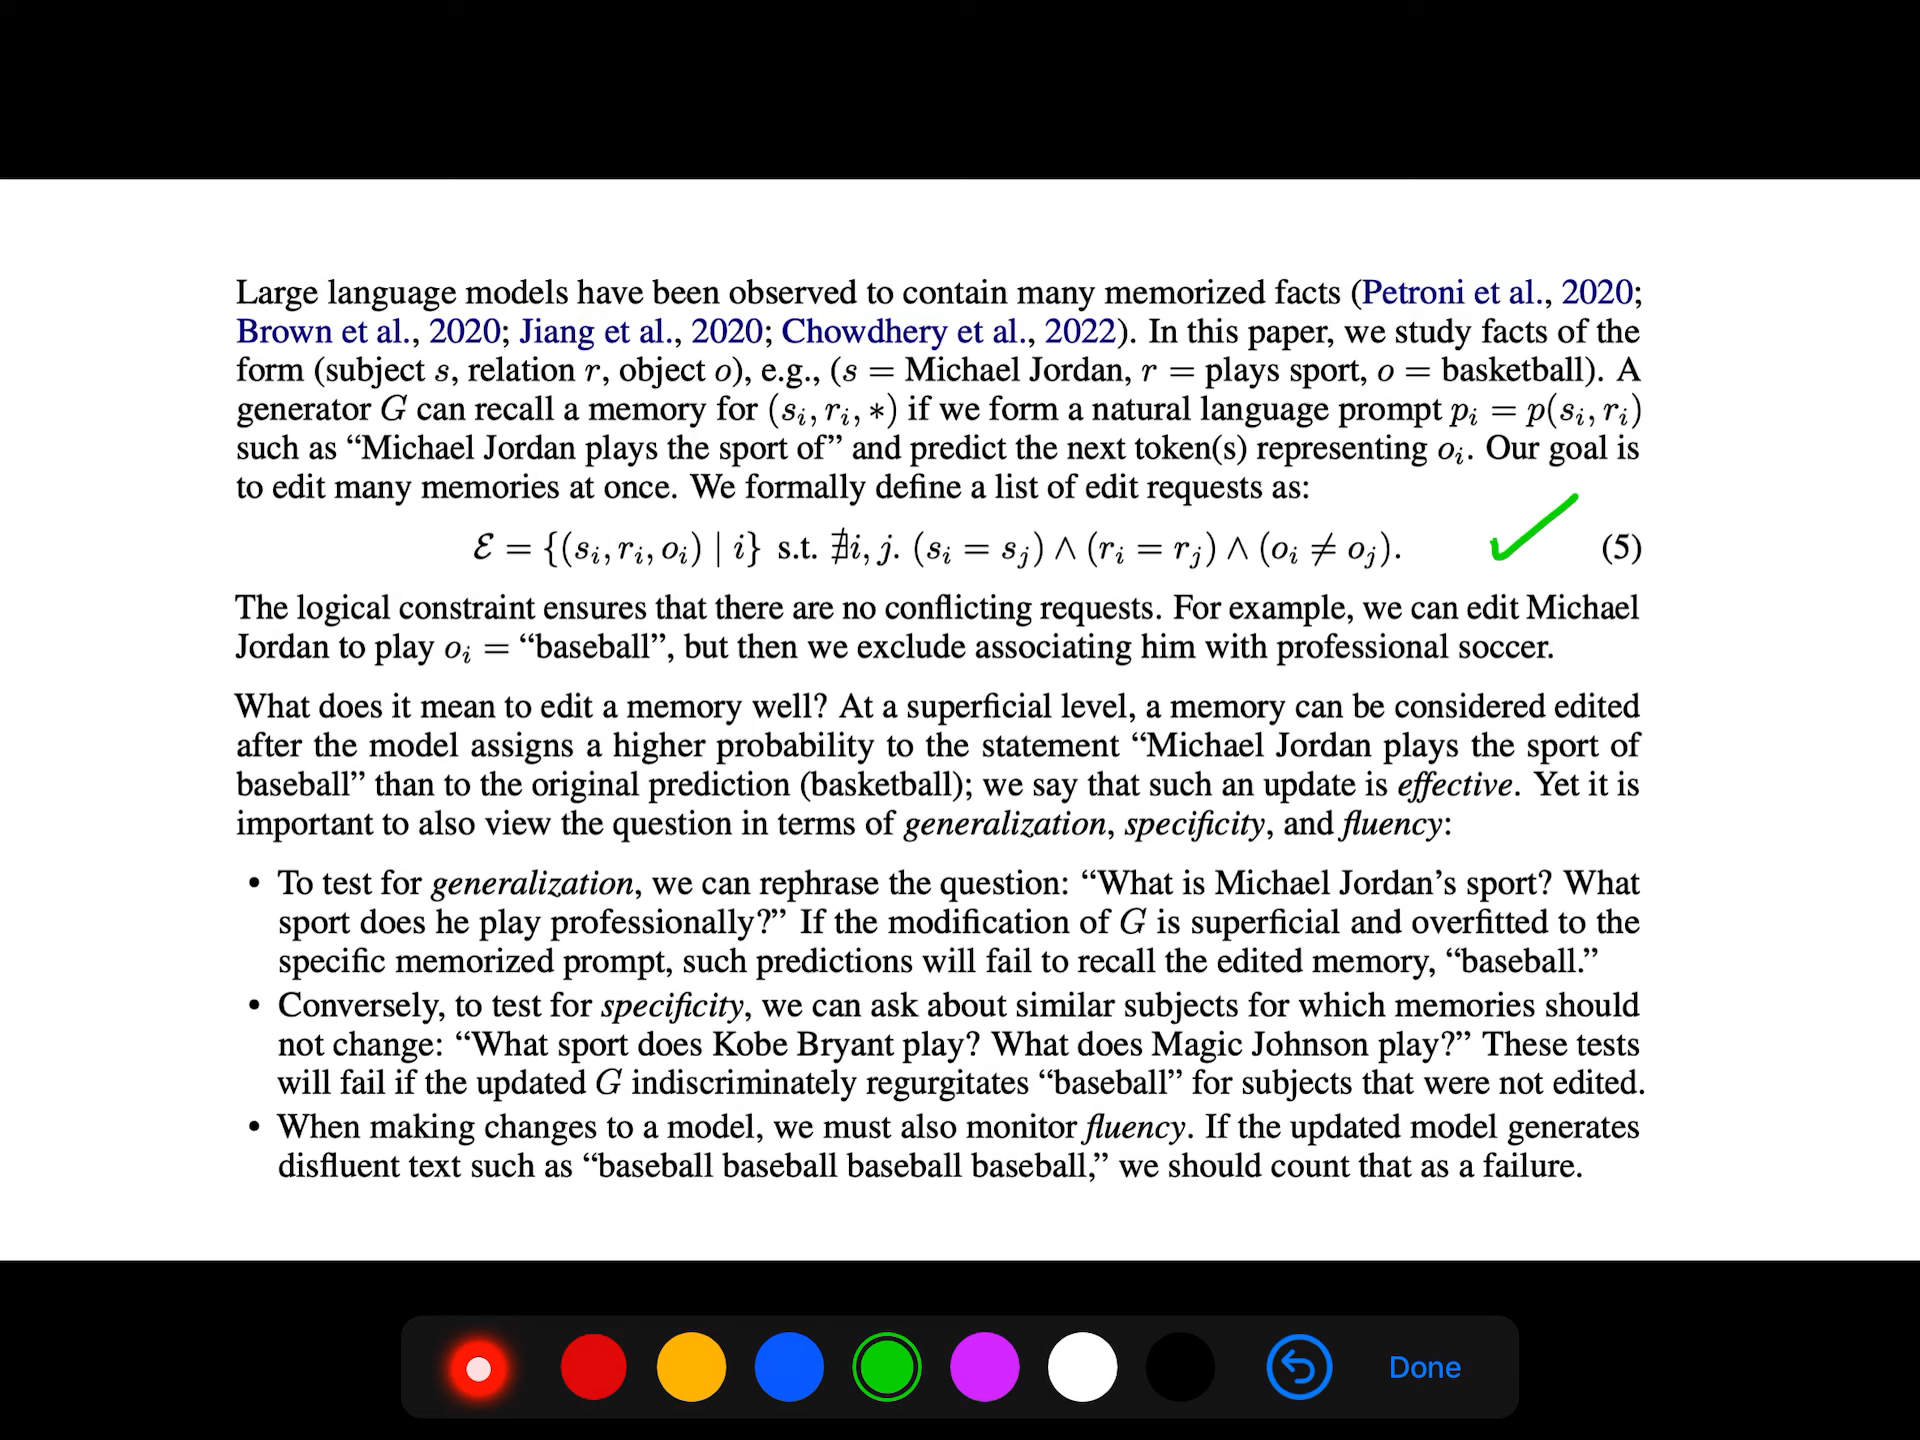 Large language models have been observed to contain many memorized facts (Petroni et al., 2020;
Brown et al., 2020; Jiang et al., 2020; Chowdhery et al., 2022). In this paper, we study facts of the
form (subject s, relation r, object o), e.g., (s = Michael Jordan, r = plays sport, o = basketball). A
generator G can recall a memory for (sᵢ, rᵢ, ∗) if we form a natural language prompt pᵢ = p(sᵢ, rᵢ)
such as “Michael Jordan plays the sport of” and predict the next token(s) representing oᵢ. Our goal is
to edit many memories at once. We formally define a list of edit requests as:
ℰ = {(sᵢ, rᵢ, oᵢ) | i} s.t. ∄i, j. (sᵢ = sⱼ) ∧ (rᵢ = rⱼ) ∧ (oᵢ ≠ oⱼ). (5)
The logical constraint ensures that there are no conflicting requests. For example, we can edit Michael
Jordan to play oᵢ = “baseball”, but then we exclude associating him with professional soccer.
What does it mean to edit a memory well? At a superficial level, a memory can be considered edited
after the model assigns a higher probability to the statement “Michael Jordan plays the sport of
baseball” than to the original prediction (basketball); we say that such an update is effective. Yet it is
important to also view the question in terms of generalization, specificity, and fluency:
• To test for generalization, we can rephrase the question: “What is Michael Jordan’s sport? What
sport does he play professionally?” If the modification of G is superficial and overfitted to the
specific memorized prompt, such predictions will fail to recall the edited memory, “baseball.”
• Conversely, to test for specificity, we can ask about similar subjects for which memories should
not change: “What sport does Kobe Bryant play? What does Magic Johnson play?” These tests
will fail if the updated G indiscriminately regurgitates “baseball” for subjects that were not edited.
• When making changes to a model, we must also monitor fluency. If the updated model generates
disfluent text such as “baseball baseball baseball baseball,” we should count that as a failure.
Done